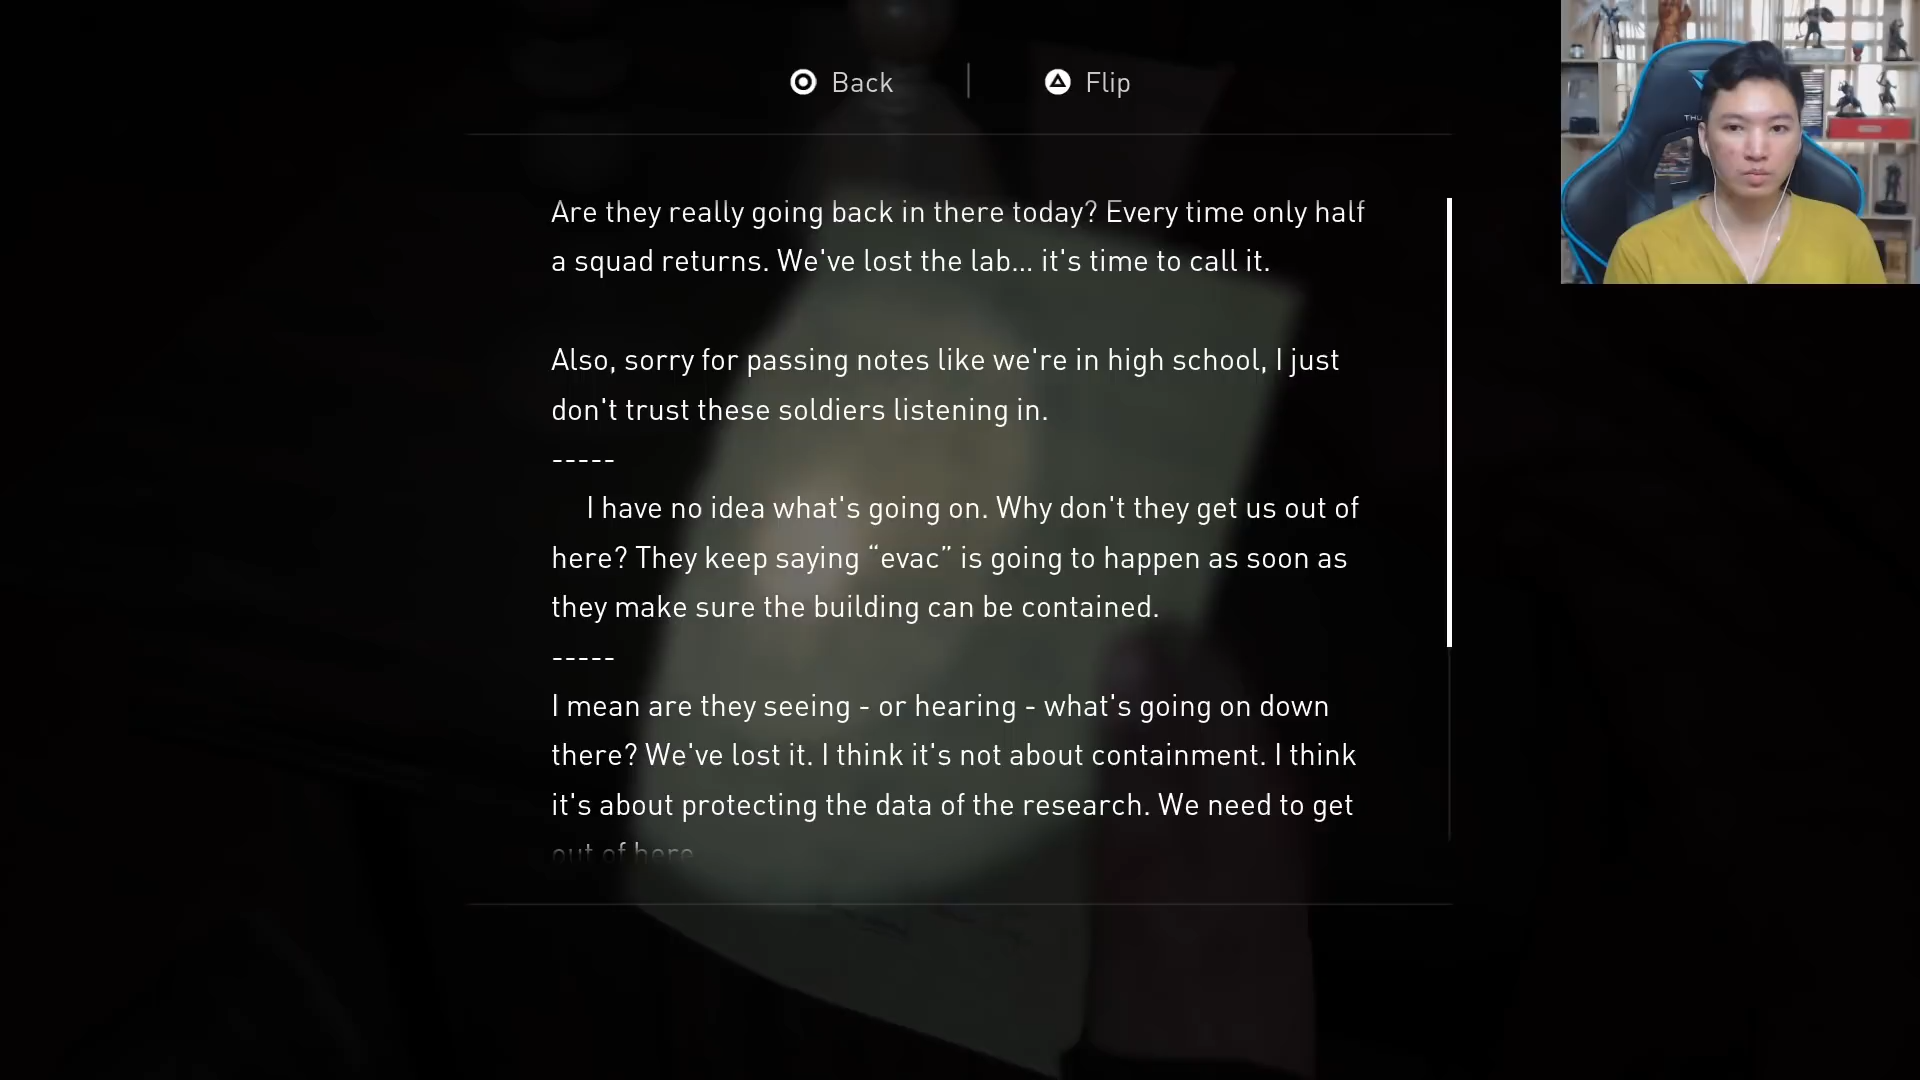 Back
Flip
Are they really going back in there today? Every time only half
a squad returns. We've lost the lab... it's time to call it.
Also, sorry for passing notes like we're in high school, I just
don't trust these soldiers listening in.
-----
I have no idea what's going on. Why don't they get us out of
here? They keep saying “evac” is going to happen as soon as
they make sure the building can be contained.
-----
I mean are they seeing - or hearing - what's going on down
there? We've lost it. I think it's not about containment. I think
it's about protecting the data of the research. We need to get
out of here